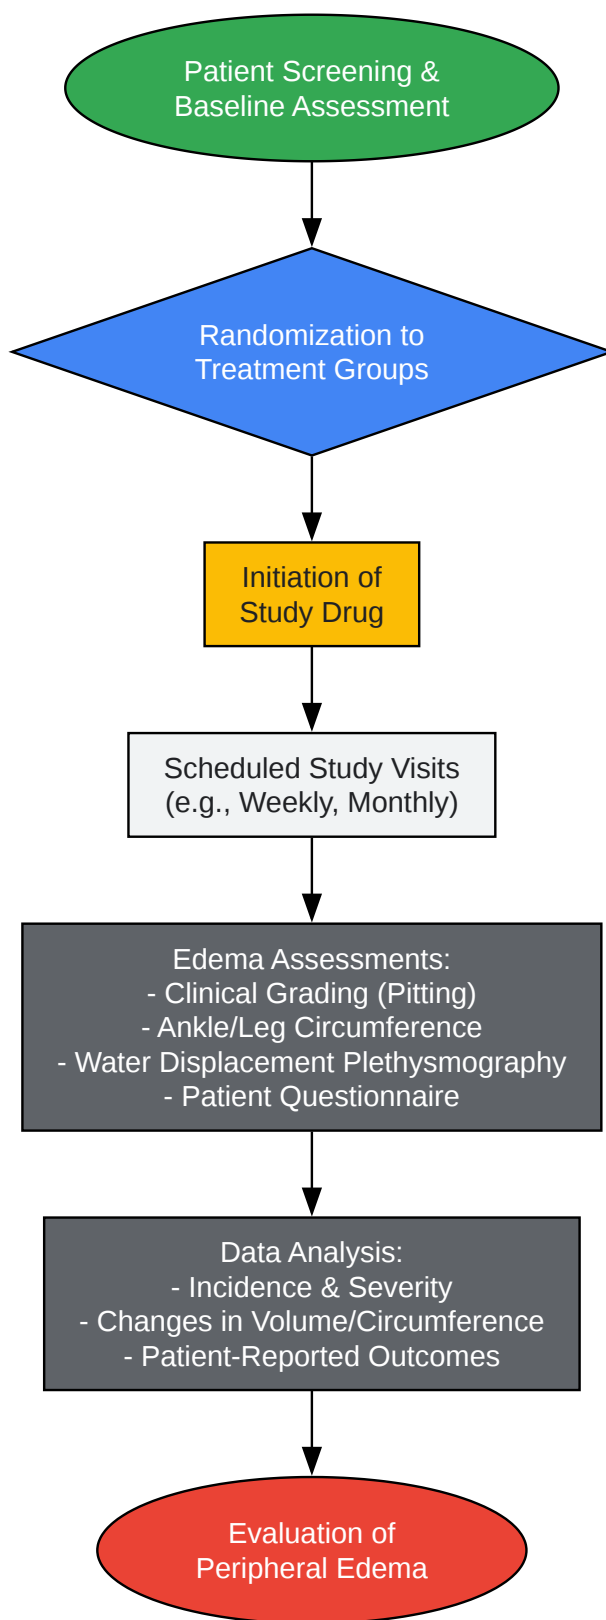 Patient Screening &
Baseline Assessment
Randomization to
Treatment Groups
Initiation of
Study Drug
Scheduled Study Visits
(e.g., Weekly, Monthly)
Edema Assessments:
- Clinical Grading (Pitting)
- Ankle/Leg Circumference
- Water Displacement Plethysmography
- Patient Questionnaire
Data Analysis:
- Incidence & Severity
- Changes in Volume/Circumference
- Patient-Reported Outcomes
Evaluation of
Peripheral Edema